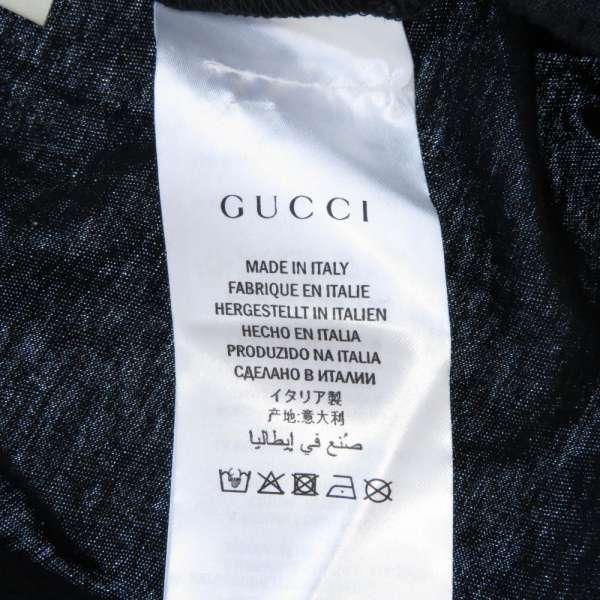 GUCCI
MADE IN ITALY
FABRIQUE EN ITALIE
HERGESTELLT IN ITALIEN
HECHO EN ITALIA
PRODUZIDO NA ITALIA
СДЕЛАНО В ИТАЛИИ
イタリア製
产地:意大利
صُنع في إيطاليا